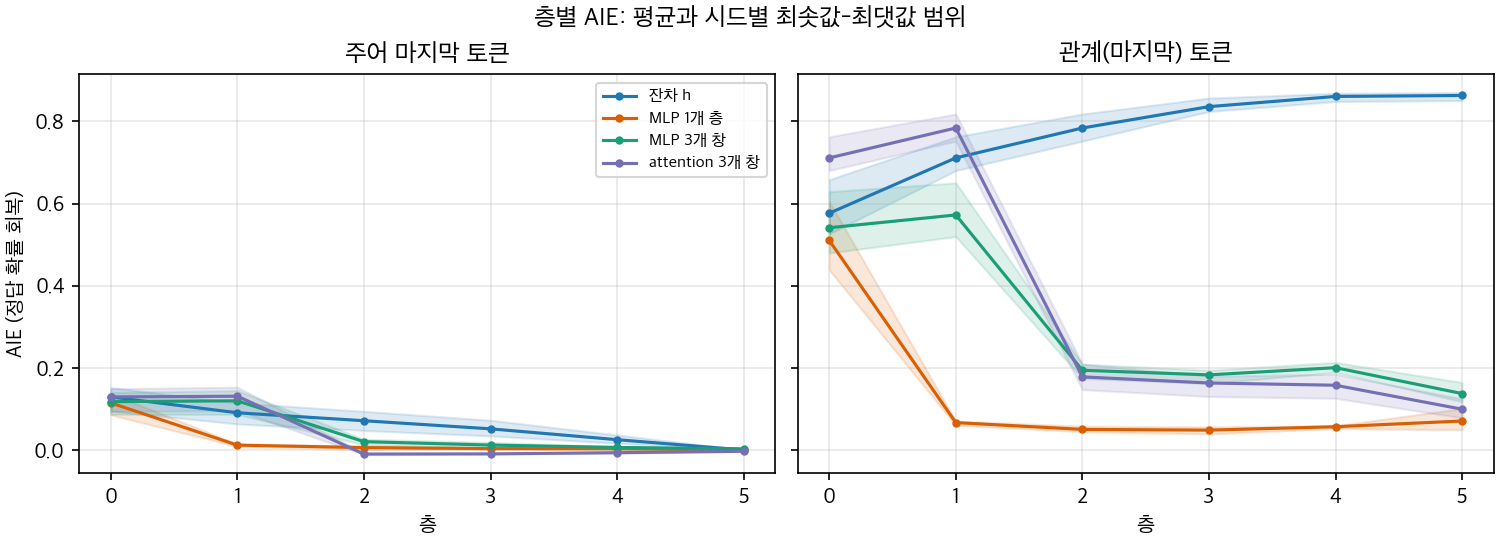 층별 AIE: 평균과 시드별 최솟값–최댓값 범위
주어 마지막 토큰
관계(마지막) 토큰
잔차 h
MLP 1개 층
MLP 3개 창
attention 3개 창
AIE (정답 확률 회복)
0.8
0.6
0.4
0.2
0.0
0 1 2 3 4 5
0 1 2 3 4 5
층
층